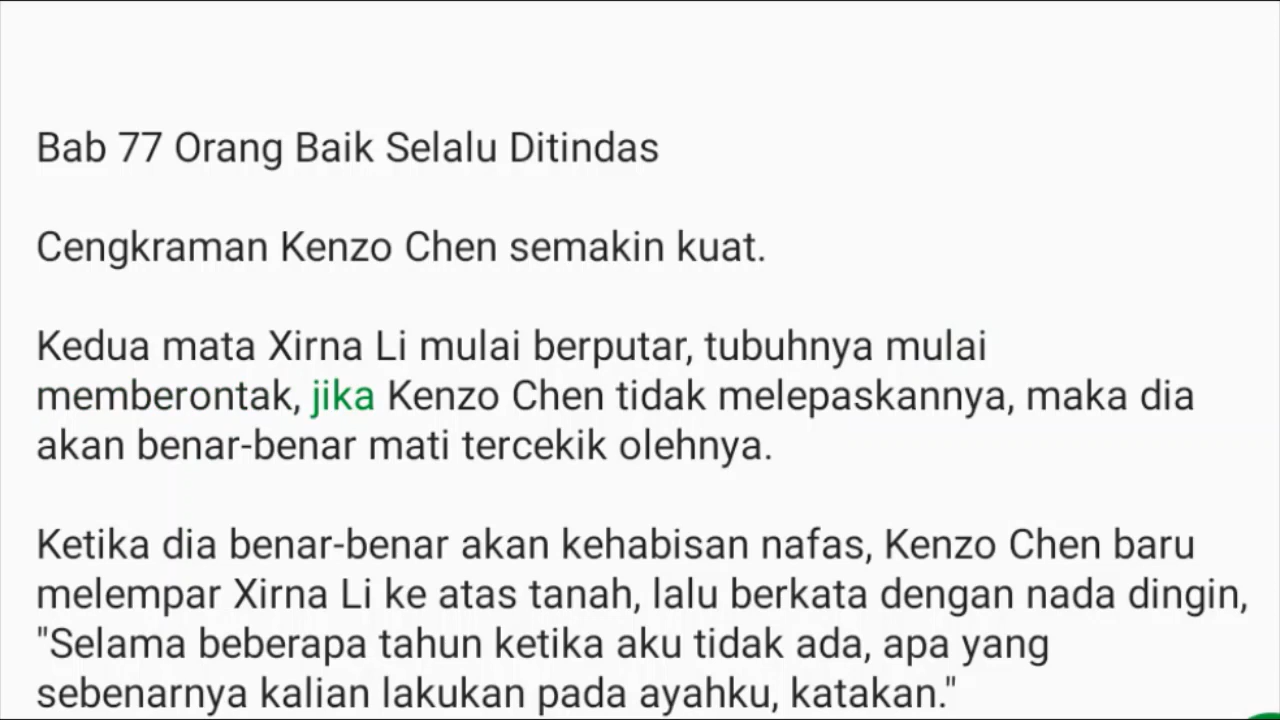 Bab 77 Orang Baik Selalu Ditindas
Cengkraman Kenzo Chen semakin kuat.
Kedua mata Xirna Li mulai berputar, tubuhnya mulai
memberontak, jika Kenzo Chen tidak melepaskannya, maka dia
akan benar-benar mati tercekik olehnya.
Ketika dia benar-benar akan kehabisan nafas, Kenzo Chen baru
melempar Xirna Li ke atas tanah, lalu berkata dengan nada dingin,
"Selama beberapa tahun ketika aku tidak ada, apa yang
sebenarnya kalian lakukan pada ayahku, katakan."